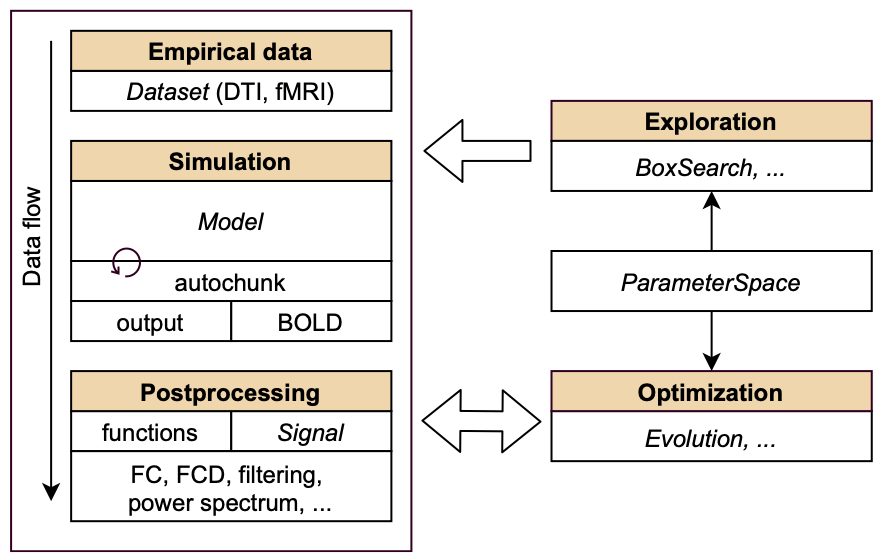 Data flow
Empirical data
Dataset (DTI, fMRI)
Simulation
Model
autochunk
output
BOLD
Postprocessing
functions
Signal
FC, FCD, filtering,
power spectrum, ...
Exploration
BoxSearch, ...
ParameterSpace
Optimization
Evolution, ...